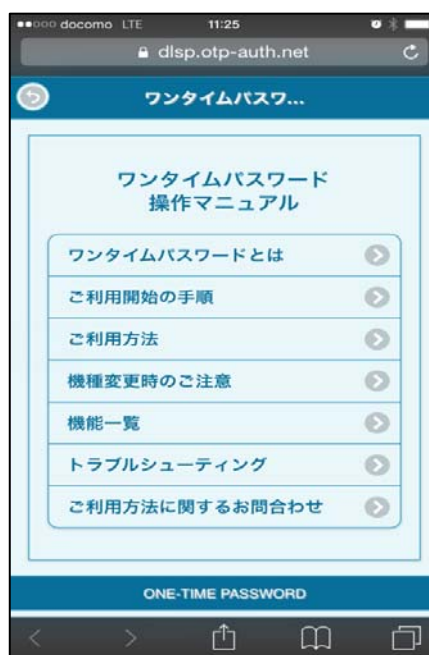 docomo LTE 11:25
dlsp.otp-auth.net
ワンタイムパスワ...
ワンタイムパスワード
操作マニュアル
ワンタイムパスワードとは
ご利用開始の手順
ご利用方法
機種変更時のご注意
機能一覧
トラブルシューティング
ご利用方法に関するお問合わせ
ONE-TIME PASSWORD